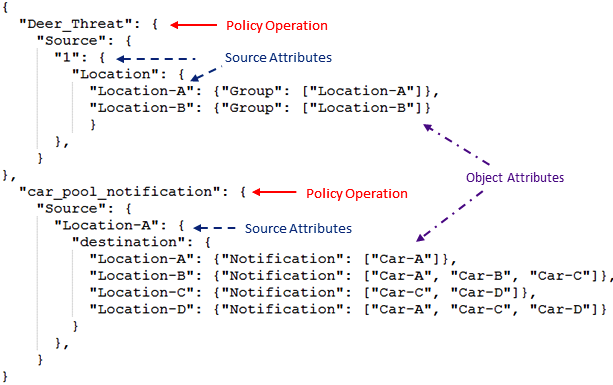 {
"Deer_Threat": { Policy Operation
"Source": {
"1": { Source Attributes
"Location": {
"Location-A": {"Group": ["Location-A"]},
"Location-B": {"Group": ["Location-B"]}
}
},
}
}, Object Attributes
"car_pool_notification": { Policy Operation
"Source": {
"Location-A": { Source Attributes
"destination": {
"Location-A": {"Notification": ["Car-A"]},
"Location-B": {"Notification": ["Car-A", "Car-B", "Car-C"]},
"Location-C": {"Notification": ["Car-C", "Car-D"]},
"Location-D": {"Notification": ["Car-A", "Car-C", "Car-D"]}
}
},
}
}